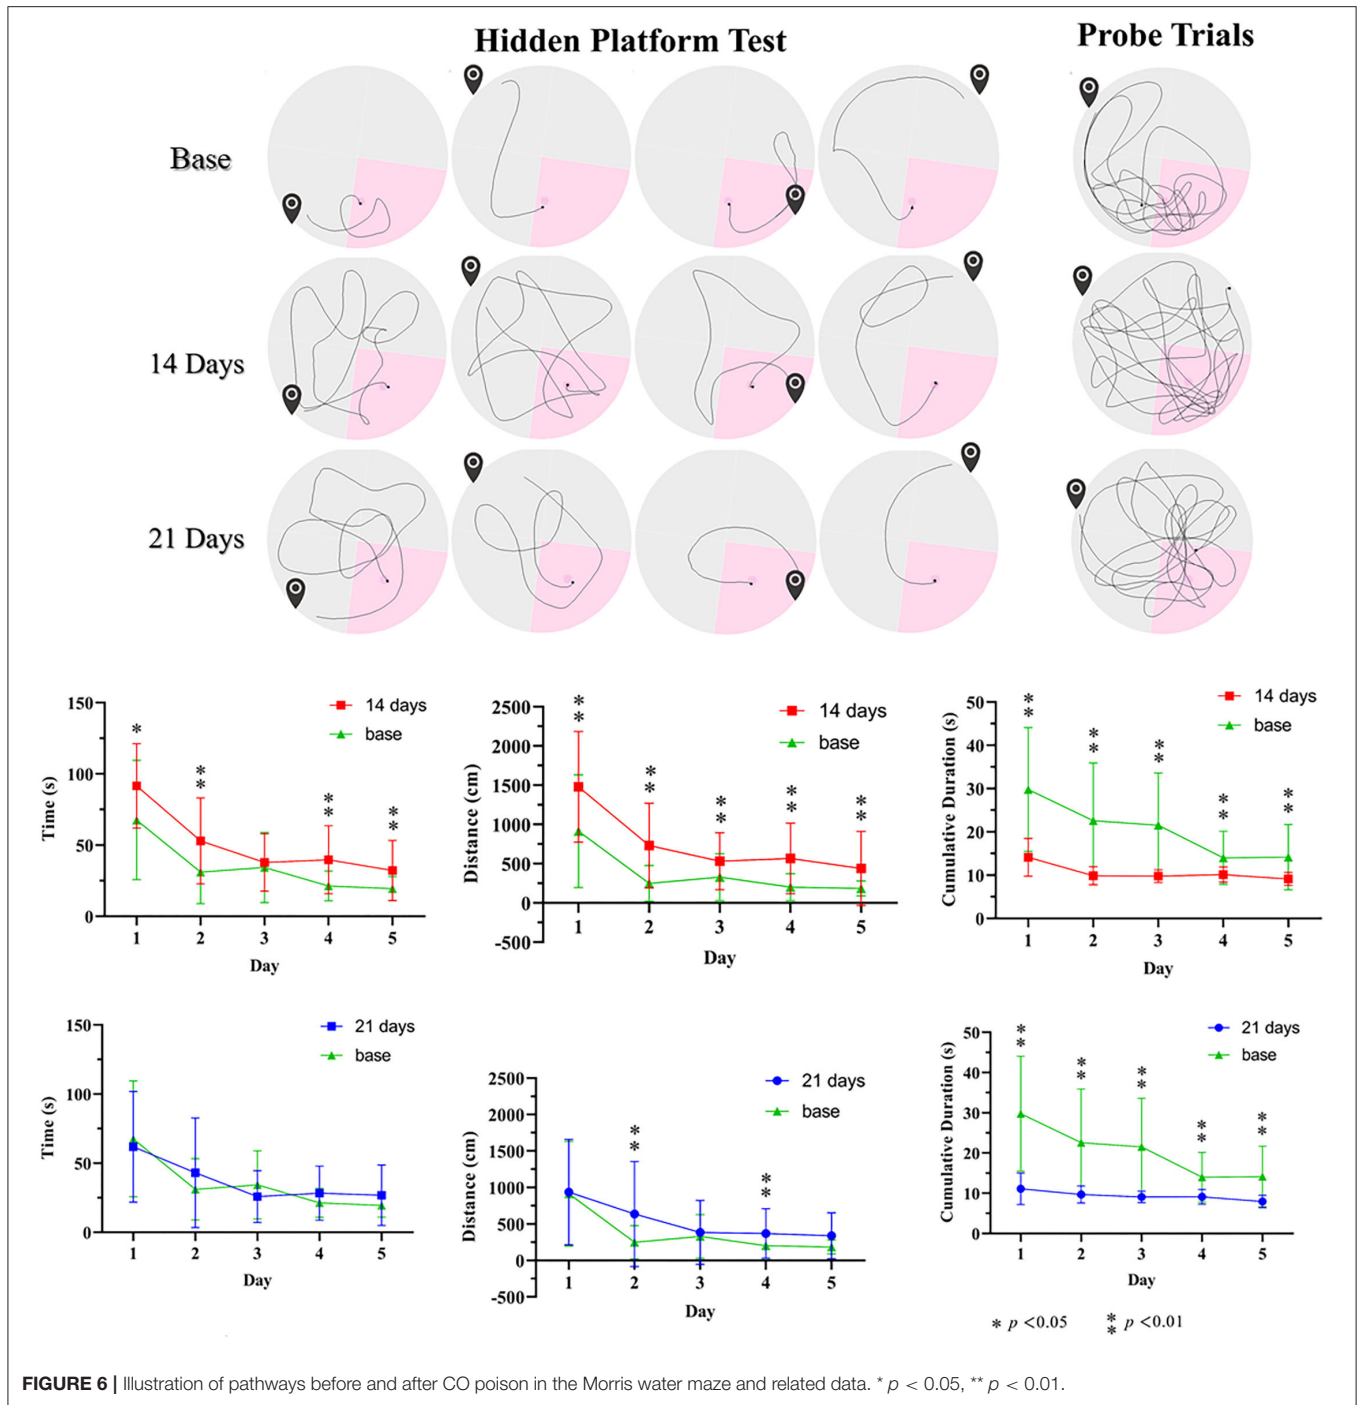 Hidden Platform Test
Probe Trials
Base
14 Days
21 Days
150
100
50
0
Time (s)
1 2 3 4 5
Day
14 days
base
*
**
**
**
2500
2000
1500
1000
500
0
-500
Distance (cm)
1 2 3 4 5
Day
14 days
base
**
**
**
**
**
50
40
30
20
10
0
Cumulative Duration (s)
1 2 3 4 5
Day
14 days
base
**
**
**
**
**
150
100
50
0
Time (s)
1 2 3 4 5
Day
21 days
base
2500
2000
1500
1000
500
0
-500
Distance (cm)
1 2 3 4 5
Day
21 days
base
**
**
50
40
30
20
10
0
Cumulative Duration (s)
1 2 3 4 5
Day
21 days
base
**
**
**
**
**
* p <0.05 ** p <0.01
FIGURE 6 | Illustration of pathways before and after CO poison in the Morris water maze and related data. * p < 0.05, ** p < 0.01.